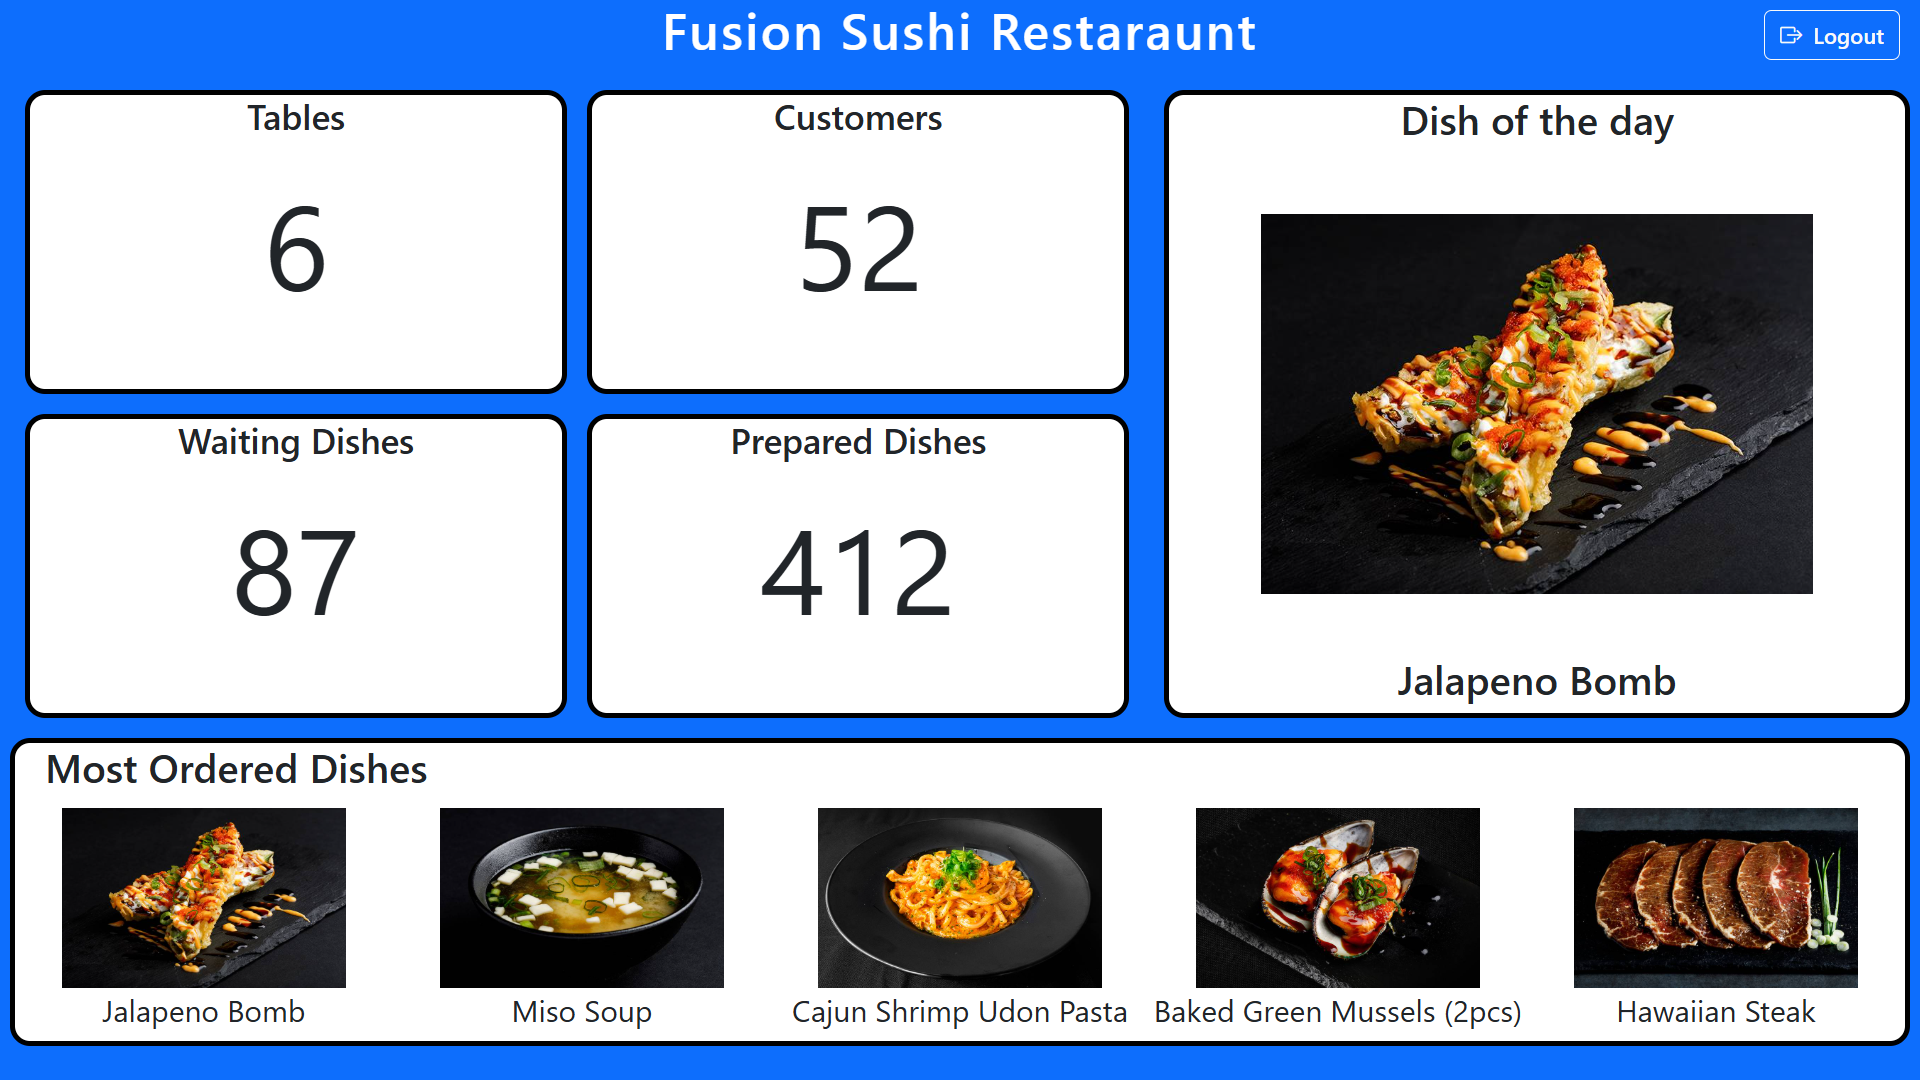 Fusion Sushi Restaraunt
Logout
Tables
6
Customers
52
Dish of the day
Jalapeno Bomb
Waiting Dishes
87
Prepared Dishes
412
Most Ordered Dishes
Jalapeno Bomb
Miso Soup
Cajun Shrimp Udon Pasta
Baked Green Mussels (2pcs)
Hawaiian Steak